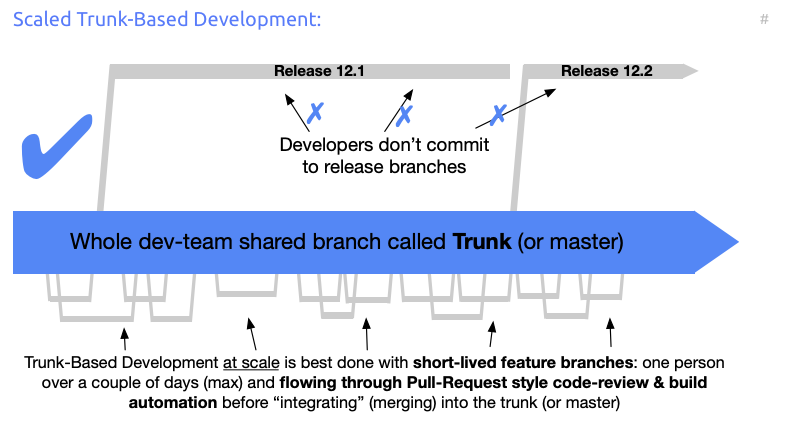 Scaled Trunk-Based Development:
#
Release 12.1
Release 12.2
Developers don't commit
to release branches
Whole dev-team shared branch called Trunk (or master)
Trunk-Based Development at scale is best done with short-lived feature branches: one person
over a couple of days (max) and flowing through Pull-Request style code-review & build
automation before “integrating” (merging) into the trunk (or master)